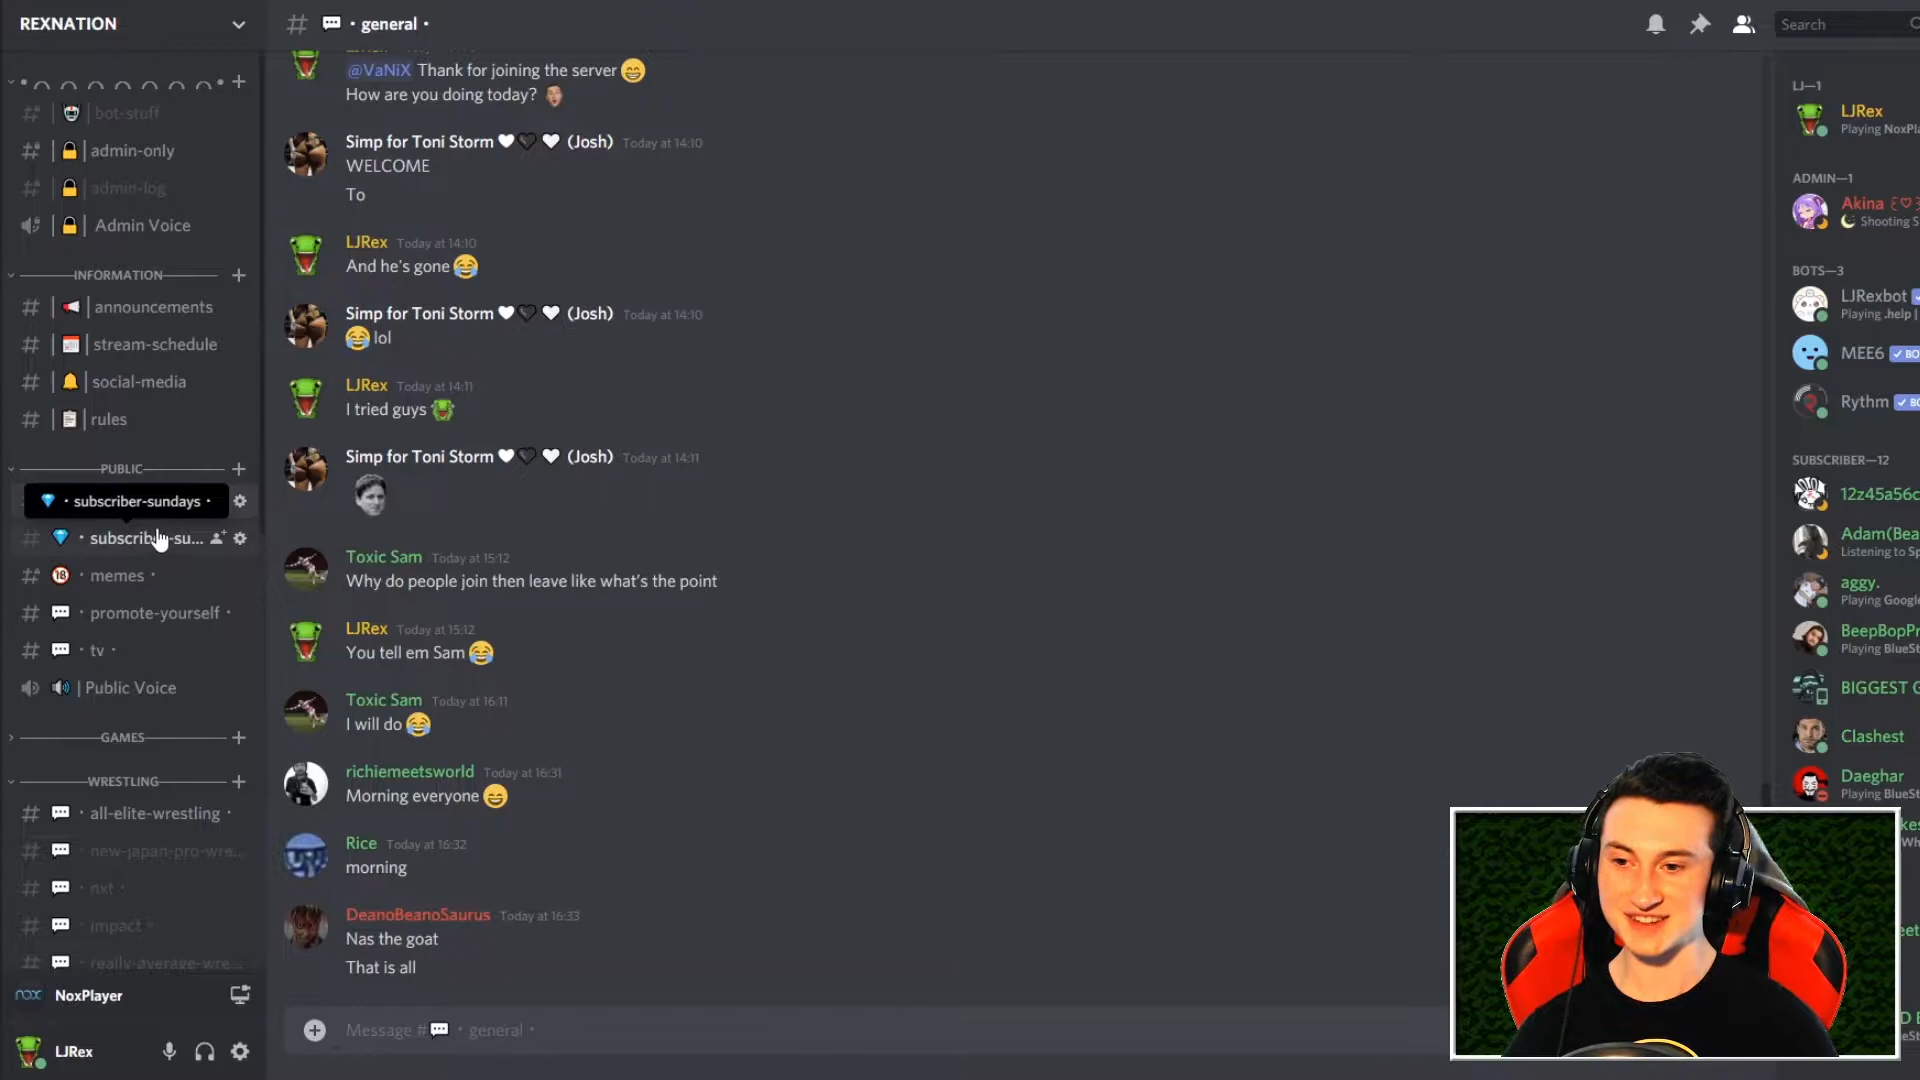 REXNATION
bot-stuff
admin-only
admin-log
Admin Voice
INFORMATION
announcements
stream-schedule
social-media
rules
PUBLIC
· subscriber-sundays ·
· subscriber-su...
· memes ·
· promote-yourself ·
· tv ·
Public Voice
GAMES
WRESTLING
· all-elite-wrestling ·
· new-japan-pro-wre...
· nxt ·
· impact ·
· really-average-wre...
NOX NoxPlayer
LJRex
# · general ·
@VaNiX Thank for joining the server
How are you doing today?
Simp for Toni Storm (Josh) Today at 14:10
WELCOME
To
LJRex Today at 14:10
And he's gone
Simp for Toni Storm (Josh) Today at 14:10
lol
LJRex Today at 14:11
I tried guys
Simp for Toni Storm (Josh) Today at 14:11
Toxic Sam Today at 15:12
Why do people join then leave like what's the point
LJRex Today at 15:12
You tell em Sam
Toxic Sam Today at 16:11
I will do
richiemeetsworld Today at 16:31
Morning everyone
Rice Today at 16:32
morning
DeanoBeanoSaurus Today at 16:33
Nas the goat
That is all
Message # · general ·
Search
LJ—1
LJRex
Playing NoxPla
ADMIN—1
Akina
Shooting S
BOTS—3
LJRexbot
Playing .help |
MEE6 BO
Rythm BO
SUBSCRIBER—12
12z45a56c
Adam(Bea
Listening to Sp
aggy.
Playing Google
BeepBopPr
Playing BlueSt
BIGGEST G
Clashest
Daeghar
Playing BlueSt